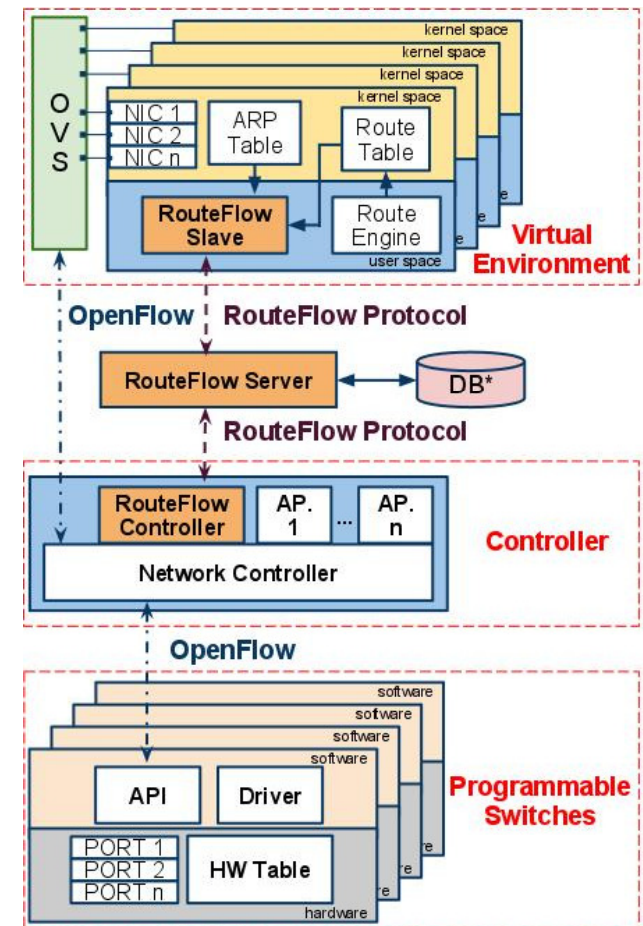 kernel space
kernel space
kernel space
kernel space
O
V
S
NIC 1
NIC 2
NIC n
ARP
Table
Route
Table
RouteFlow
Slave
Route
Engine
user space
e
e
e
Virtual
Environment
OpenFlow
RouteFlow Protocol
RouteFlow Server
DB*
RouteFlow Protocol
RouteFlow
Controller
AP.
1
...
AP.
n
Network Controller
Controller
OpenFlow
software
software
software
software
API
Driver
Programmable
Switches
PORT 1
PORT 2
PORT n
HW Table
re
re
re
hardware